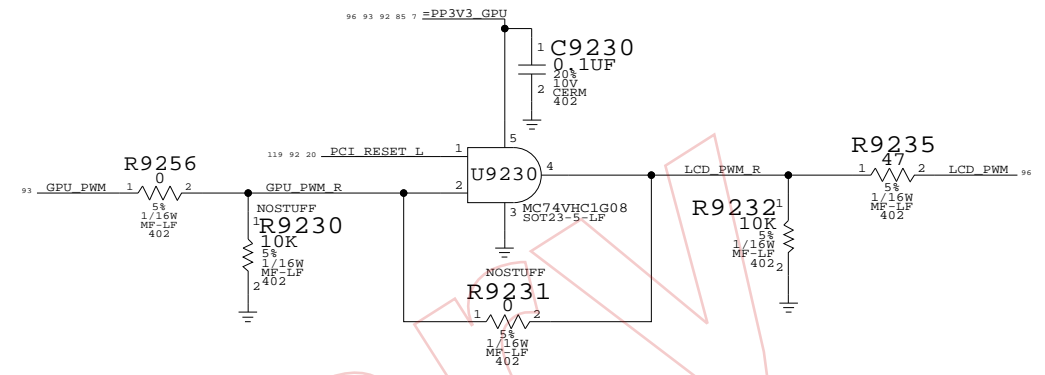 96 93 92 85 7 =PP3V3_GPU
1 C9230
0.1UF
20%
10V
CERM
2 402
5
119 92 20 PCI_RESET_L 1
U9230
4
93 GPU_PWM 1 R9256 2 GPU_PWM_R 2
0
5%
1/16W
MF-LF
402
3 MC74VHC1G08
SOT23-5-LF
NOSTUFF
1 R9230
10K
5%
1/16W
MF-LF
2 402
NOSTUFF
R9231
0
1 2
5%
1/16W
MF-LF
402
LCD_PWM_R
R9232 1
10K
5%
1/16W
MF-LF
402 2
R9235
47
1 2 LCD_PWM 96
5%
1/16W
MF-LF
402